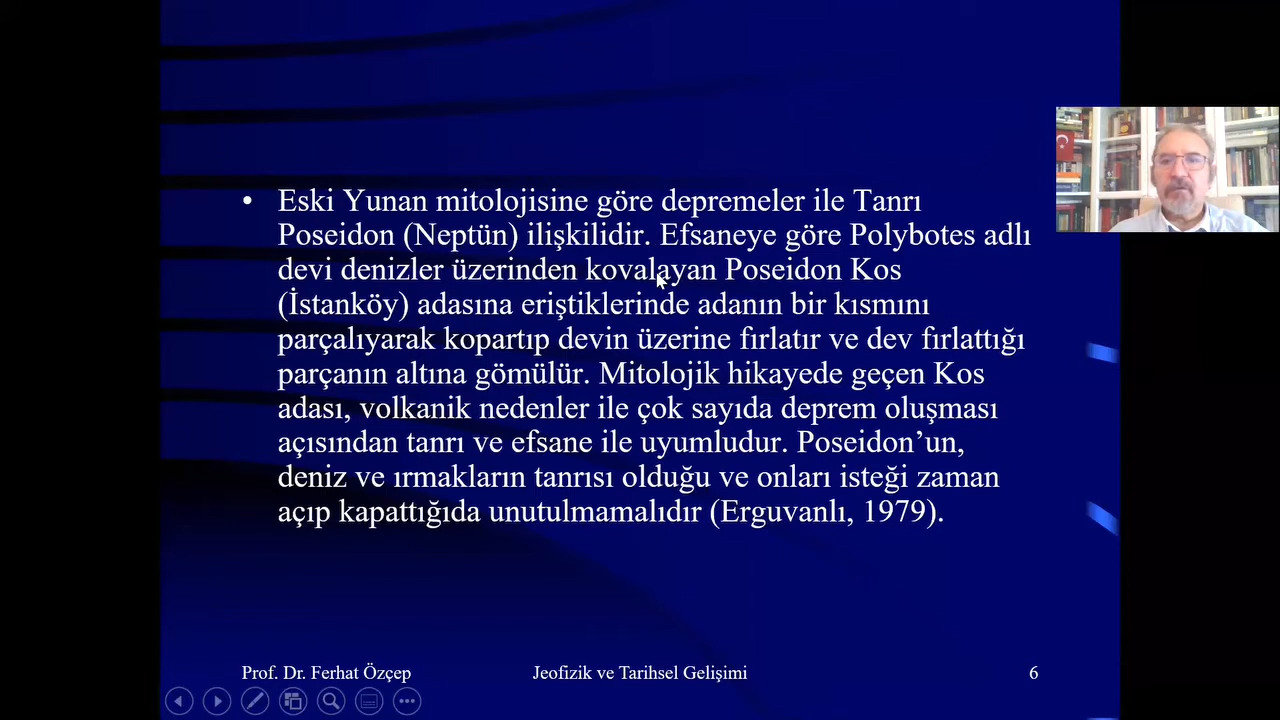 • Eski Yunan mitolojisine göre depremeler ile Tanrı
Poseidon (Neptün) ilişkilidir. Efsaneye göre Polybotes adlı
devi denizler üzerinden kovalayan Poseidon Kos
(İstanköy) adasına eriştiklerinde adanın bir kısmını
parçalıyarak kopartıp devin üzerine fırlatır ve dev fırlattığı
parçanın altına gömülür. Mitolojik hikayede geçen Kos
adası, volkanik nedenler ile çok sayıda deprem oluşması
açısından tanrı ve efsane ile uyumludur. Poseidon’un,
deniz ve ırmakların tanrısı olduğu ve onları isteği zaman
açıp kapattığıda unutulmamalıdır (Erguvanlı, 1979).
Prof. Dr. Ferhat Özçep Jeofizik ve Tarihsel Gelişimi 6